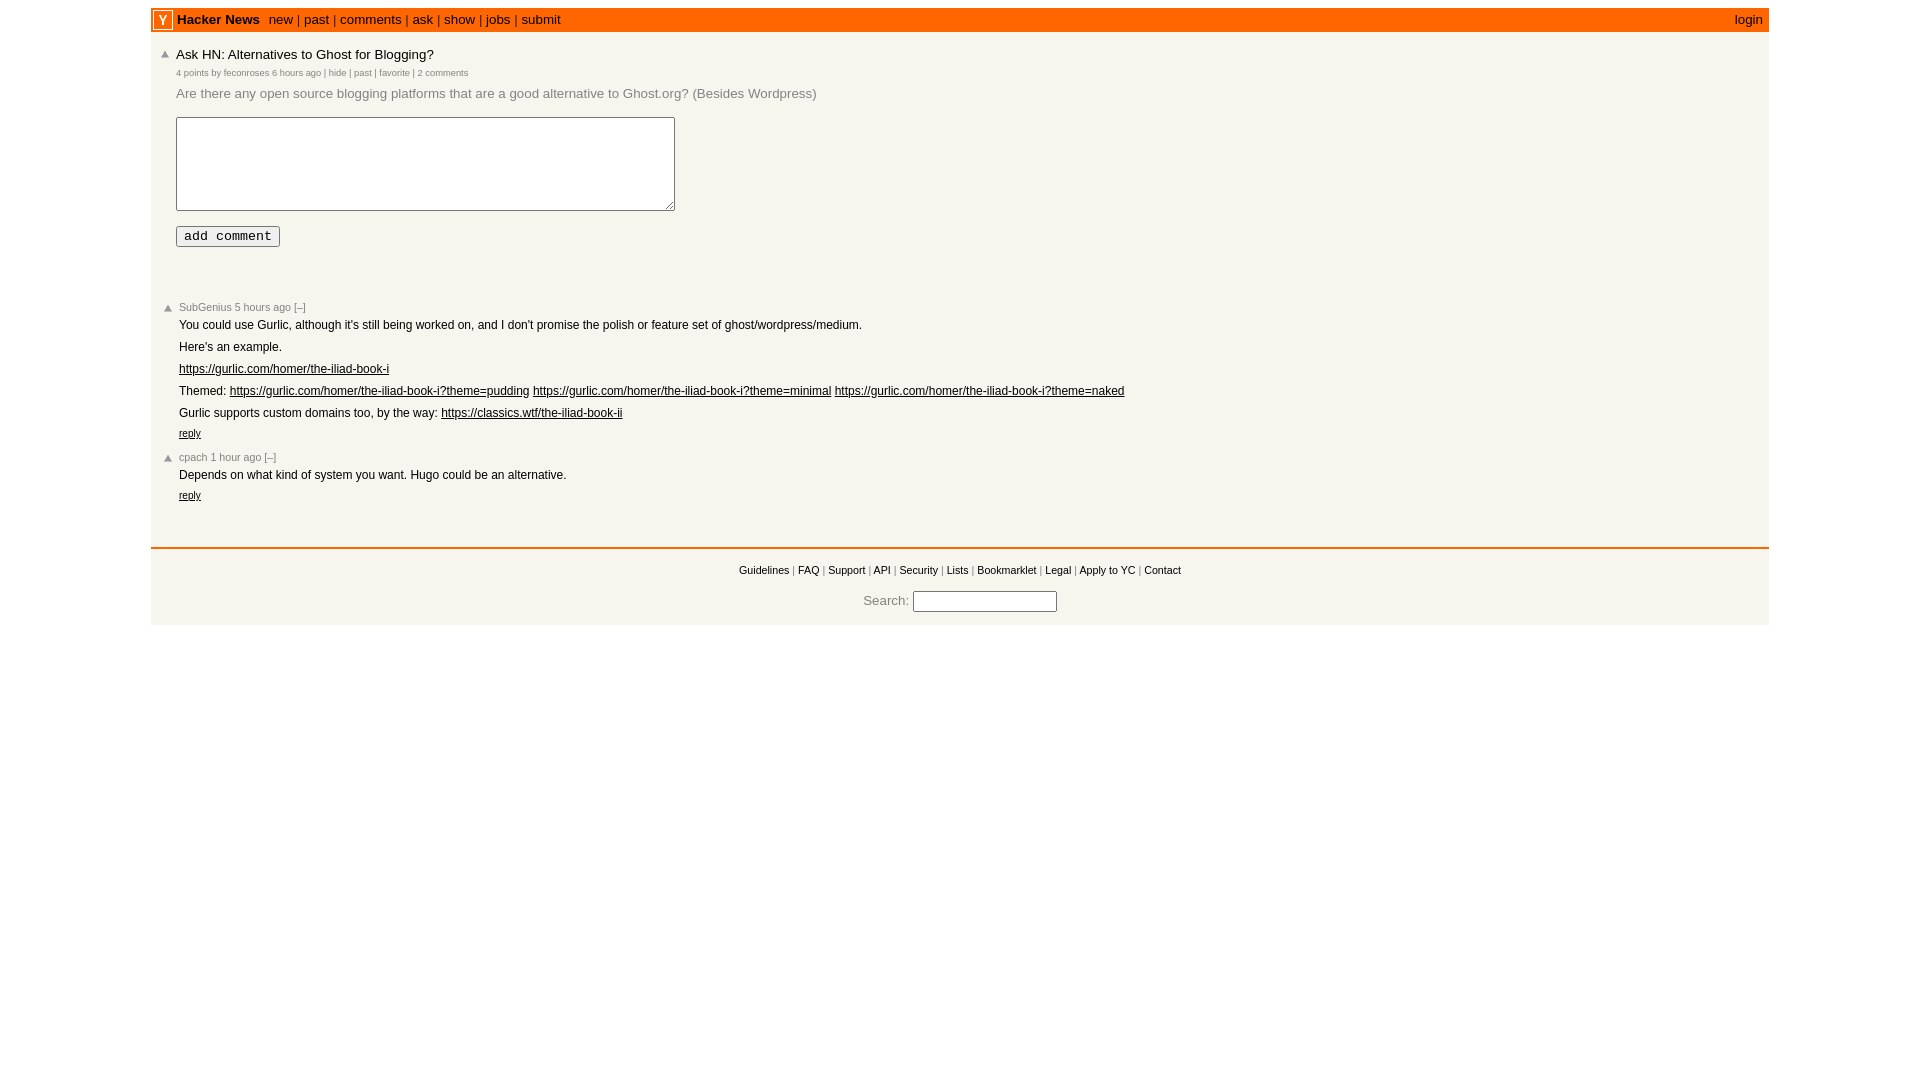 Y Hacker News new | past | comments | ask | show | jobs | submit login
Ask HN: Alternatives to Ghost for Blogging?
4 points by feconroses 6 hours ago | hide | past | favorite | 2 comments
Are there any open source blogging platforms that are a good alternative to Ghost.org? (Besides Wordpress)
add comment
SubGenius 5 hours ago [–]
You could use Gurlic, although it's still being worked on, and I don't promise the polish or feature set of ghost/wordpress/medium.
Here's an example.
https://gurlic.com/homer/the-iliad-book-i
Themed: https://gurlic.com/homer/the-iliad-book-i?theme=pudding https://gurlic.com/homer/the-iliad-book-i?theme=minimal https://gurlic.com/homer/the-iliad-book-i?theme=naked
Gurlic supports custom domains too, by the way: https://classics.wtf/the-iliad-book-ii
reply
cpach 1 hour ago [–]
Depends on what kind of system you want. Hugo could be an alternative.
reply
Guidelines | FAQ | Support | API | Security | Lists | Bookmarklet | Legal | Apply to YC | Contact
Search: